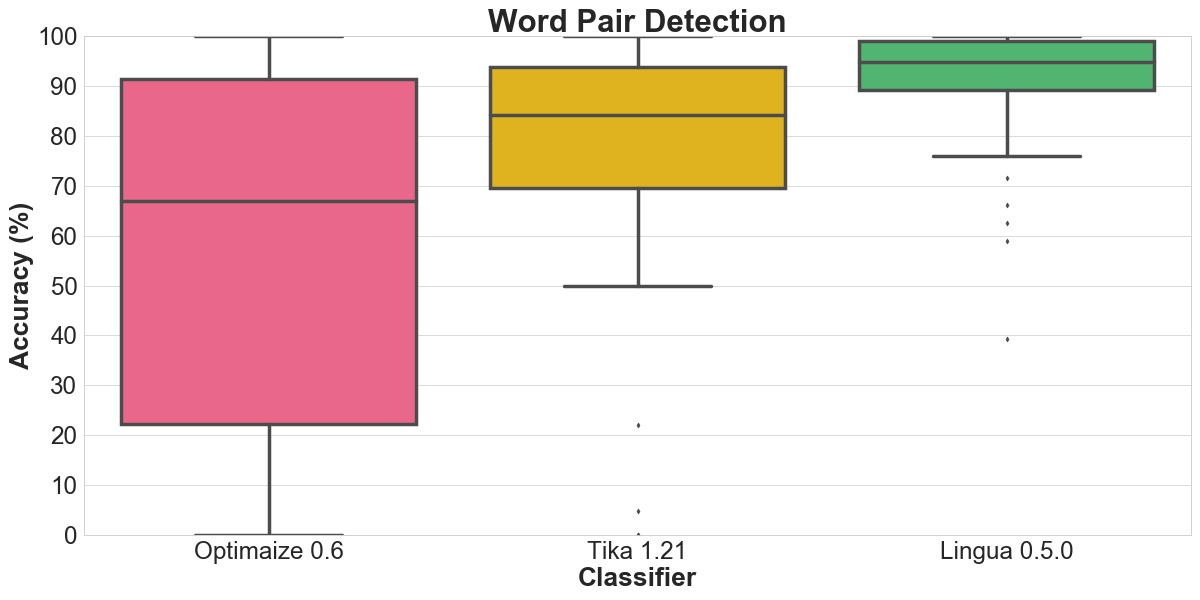 Word Pair Detection
100
90
80
70
60
50
40
30
20
10
0
Accuracy (%)
Optimaize 0.6
Tika 1.21
Lingua 0.5.0
Classifier